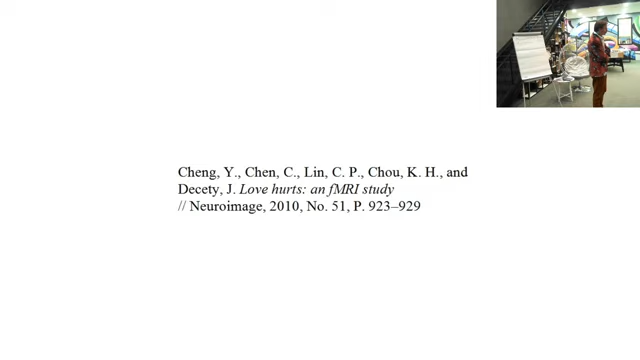 Cheng, Y., Chen, C., Lin, C. P., Chou, K. H., and
Decety, J. Love hurts: an fMRI study
// Neuroimage, 2010, No. 51, P. 923–929